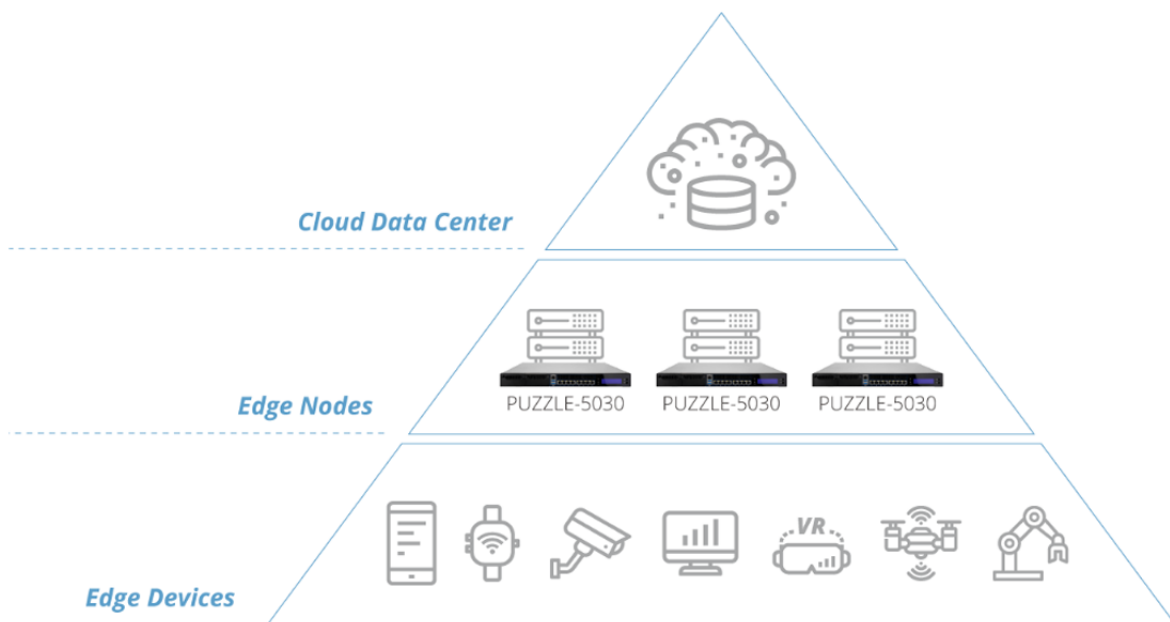 Cloud Data Center
Edge Nodes
PUZZLE-5030 PUZZLE-5030 PUZZLE-5030
VR
Edge Devices